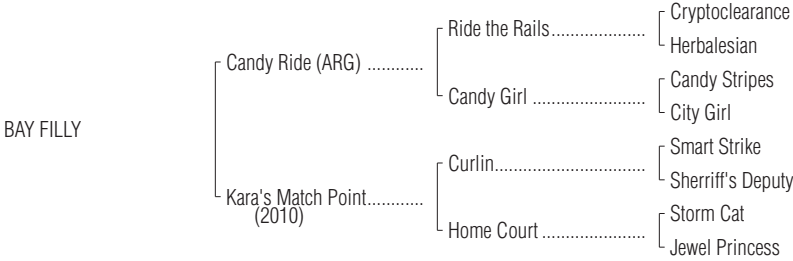 Cryptoclearance
Ride the Rails.....................
Herbalesian
Candy Ride (ARG) ............
Candy Stripes
Candy Girl .........................
City Girl
BAY FILLY
Smart Strike
Curlin.................................
Sherriff's Deputy
Kara's Match Point............
(2010)
Storm Cat
Home Court .......................
Jewel Princess